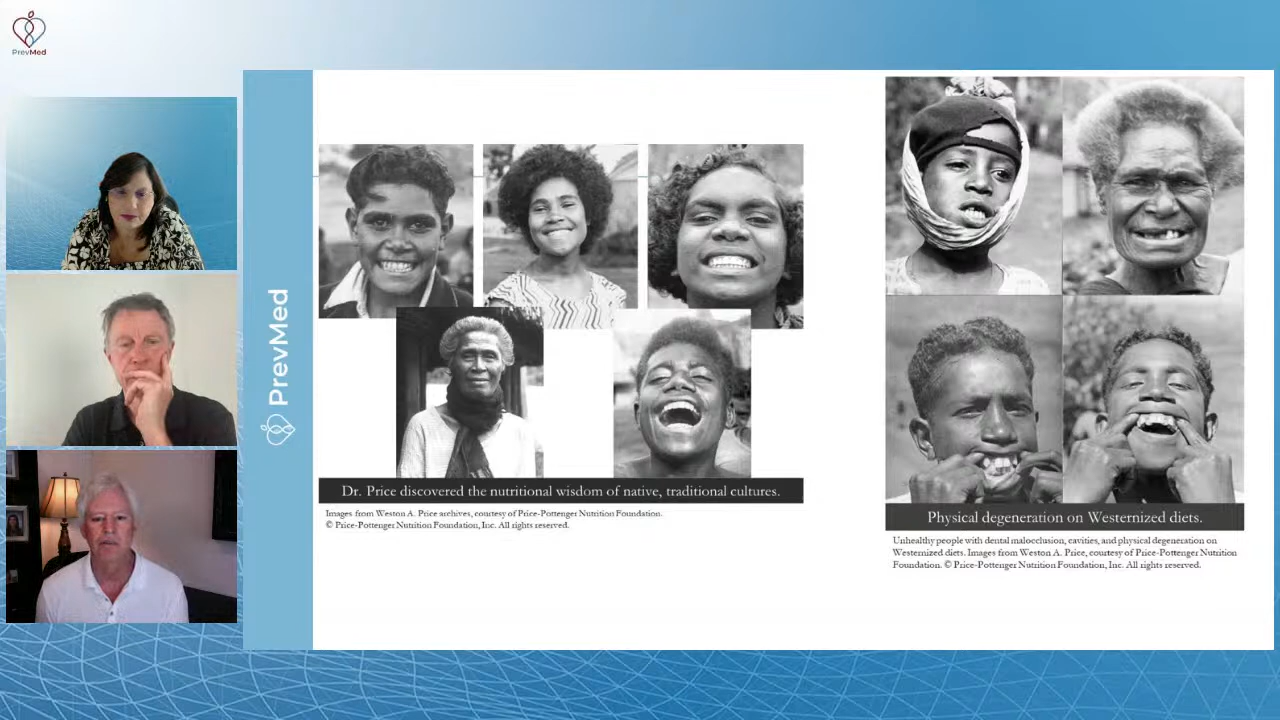 PrevMed
PrevMed
Dr. Price discovered the nutritional wisdom of native, traditional cultures.
Images from Weston A. Price archives, courtesy of Price-Pottenger Nutrition Foundation.
© Price-Pottenger Nutrition Foundation, Inc. All rights reserved.
Physical degeneration on Westernized diets.
Unhealthy people with dental malocclusion, cavities, and physical degeneration on
Westernized diets. Images from Weston A. Price, courtesy of Price-Pottenger Nutrition
Foundation. © Price-Pottenger Nutrition Foundation, Inc. All rights reserved.